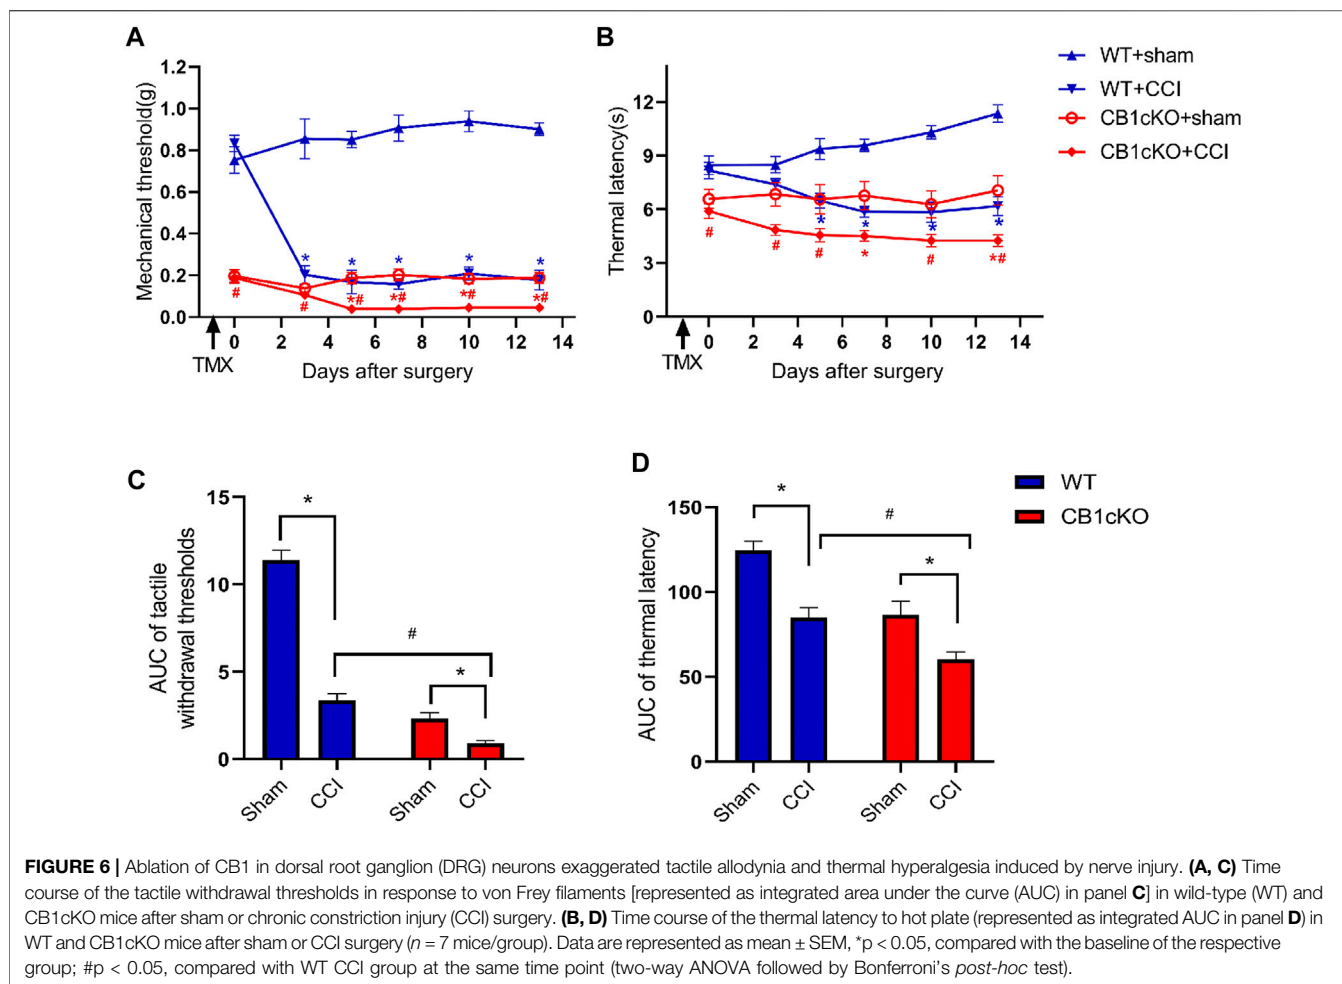 A
B
Mechanical threshold(g)
1.2
1.0
0.8
0.6
0.4
0.2
0.0
* * * * *
# # *# *# *# *#
0 2 4 6 8 10 12 14
TMX
Days after surgery
Thermal latency(s)
12
9
6
3
0
* * * *
# # # * # *#
0 2 4 6 8 10 12 14
TMX
Days after surgery
WT+sham
WT+CCI
CB1cKO+sham
CB1cKO+CCI
C
AUC of tactile
withdrawal thresholds
15
10
5
0
*
#
*
Sham CCI Sham CCI
D
AUC of thermal latency
150
100
50
0
*
#
*
Sham CCI Sham CCI
WT
CB1cKO
FIGURE 6 | Ablation of CB1 in dorsal root ganglion (DRG) neurons exaggerated tactile allodynia and thermal hyperalgesia induced by nerve injury. (A, C) Time
course of the tactile withdrawal thresholds in response to von Frey filaments [represented as integrated area under the curve (AUC) in panel C] in wild-type (WT) and
CB1cKO mice after sham or chronic constriction injury (CCI) surgery. (B, D) Time course of the thermal latency to hot plate (represented as integrated AUC in panel D) in
WT and CB1cKO mice after sham or CCI surgery (n = 7 mice/group). Data are represented as mean ± SEM, *p < 0.05, compared with the baseline of the respective
group; #p < 0.05, compared with WT CCI group at the same time point (two-way ANOVA followed by Bonferroni’s post-hoc test).